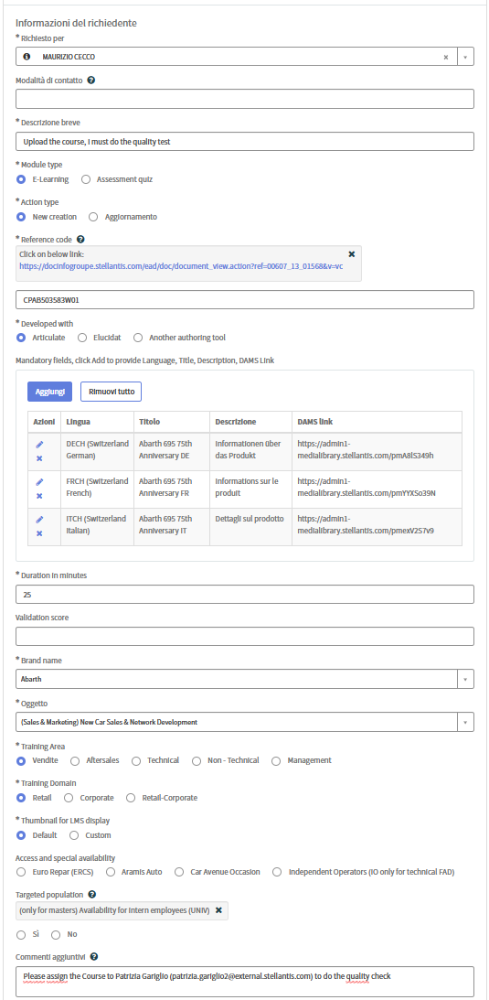 Informazioni del richiedente
* Richiesto per
MAURIZIO CECCO
Modalità di contatto
* Descrizione breve
Upload the course, I must do the quality test
* Module type
E-Learning Assessment quiz
* Action type
New creation Aggiornamento
* Reference code
Click on below link:
https://docinfogroupe.stellantis.com/ead/doc/document_view.action?ref=00607_13_01568&v=vc
CPAB503583W01
* Developed with
Articulate Elucidat Another authoring tool
Mandatory fields, click Add to provide Language, Title, Description, DAMS Link
Aggiungi Rimuovi tutto
Azioni Lingua Titolo Descrizione DAMS link
DECH (Switzerland Abarth 695 75th Informationen über https://admin1-
German) Anniversary DE das Produkt medialibrary.stellantis.com/pmA8lS349h
FRCH (Switzerland Abarth 695 75th Informations sur le https://admin1-
French) Anniversary FR produit medialibrary.stellantis.com/pmYYXSo39N
ITCH (Switzerland Abarth 695 75th Dettagli sul prodotto https://admin1-
Italian) Anniversary IT medialibrary.stellantis.com/pmexV2S7v9
* Duration in minutes
25
Validation score
* Brand name
Abarth
* Oggetto
(Sales & Marketing) New Car Sales & Network Development
* Training Area
Vendite Aftersales Technical Non - Technical Management
* Training Domain
Retail Corporate Retail-Corporate
* Thumbnail for LMS display
Default Custom
Access and special availability
Euro Repar (ERCS) Aramis Auto Car Avenue Occasion Independent Operators (IO only for technical FAD)
Targeted population
(only for masters) Availability for Intern employees (UNIV)
Sì No
Commenti aggiuntivi
Please assign the Course to Patrizia Gariglio (patrizia.gariglio2@external.stellantis.com) to do the quality check